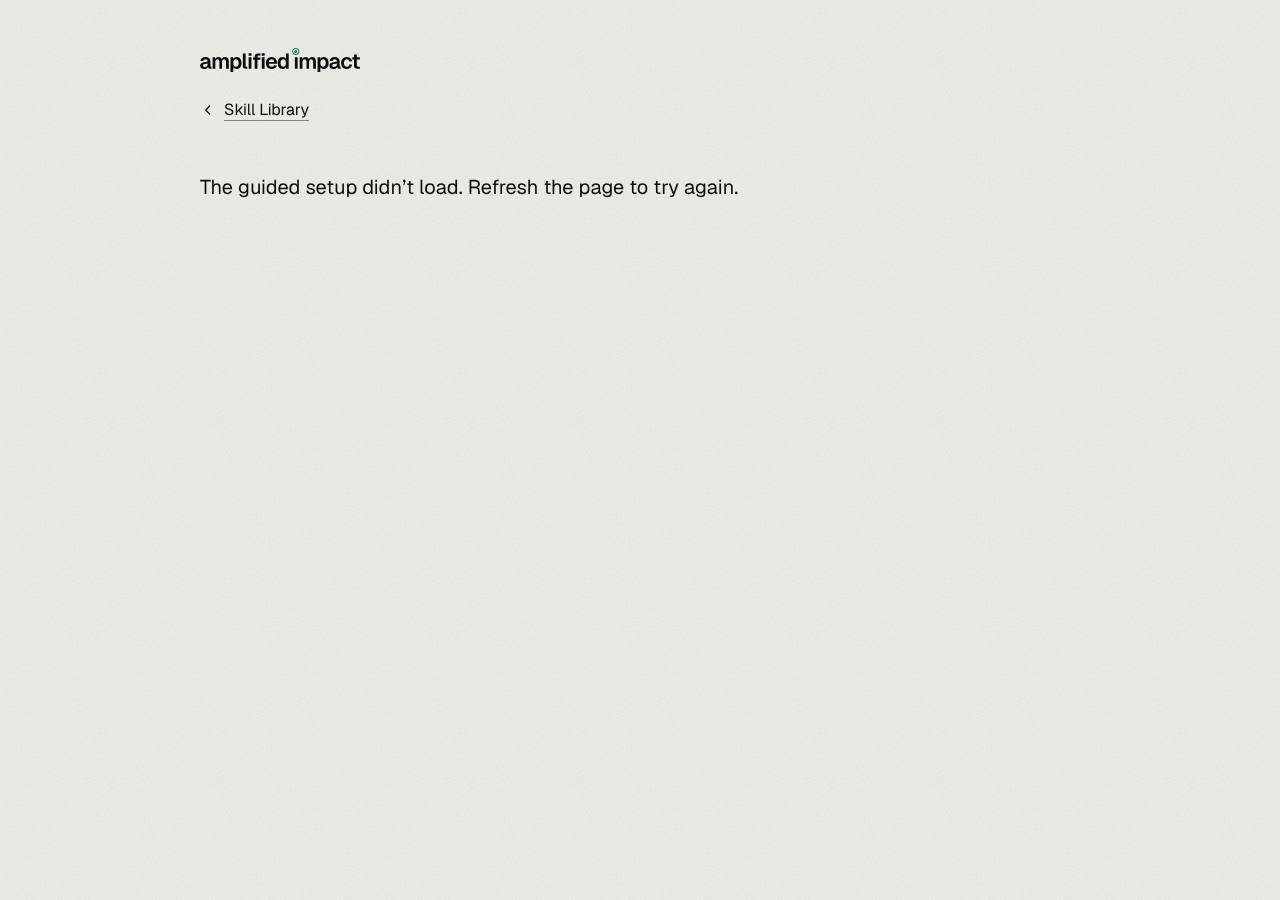 amplified impact
Skill Library
The guided setup didn’t load. Refresh the page to try again.